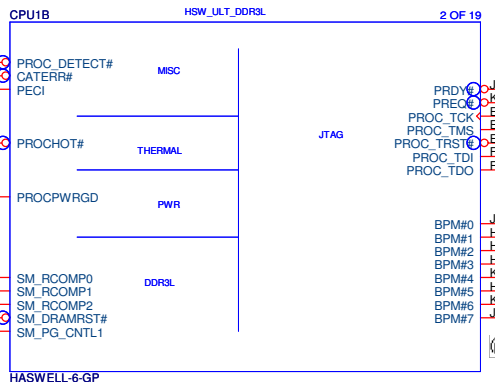 CPU1B HSW_ULT_DDR3L 2 OF 19
PROC_DETECT#
CATERR#
PECI
MISC
PROCHOT#
THERMAL
PROCPWRGD
PWR
SM_RCOMP0
SM_RCOMP1
SM_RCOMP2
SM_DRAMRST#
SM_PG_CNTL1
DDR3L
JTAG
PRDY#
PREQ#
PROC_TCK
PROC_TMS
PROC_TRST#
PROC_TDI
PROC_TDO
BPM#0
BPM#1
BPM#2
BPM#3
BPM#4
BPM#5
BPM#6
BPM#7
HASWELL-6-GP